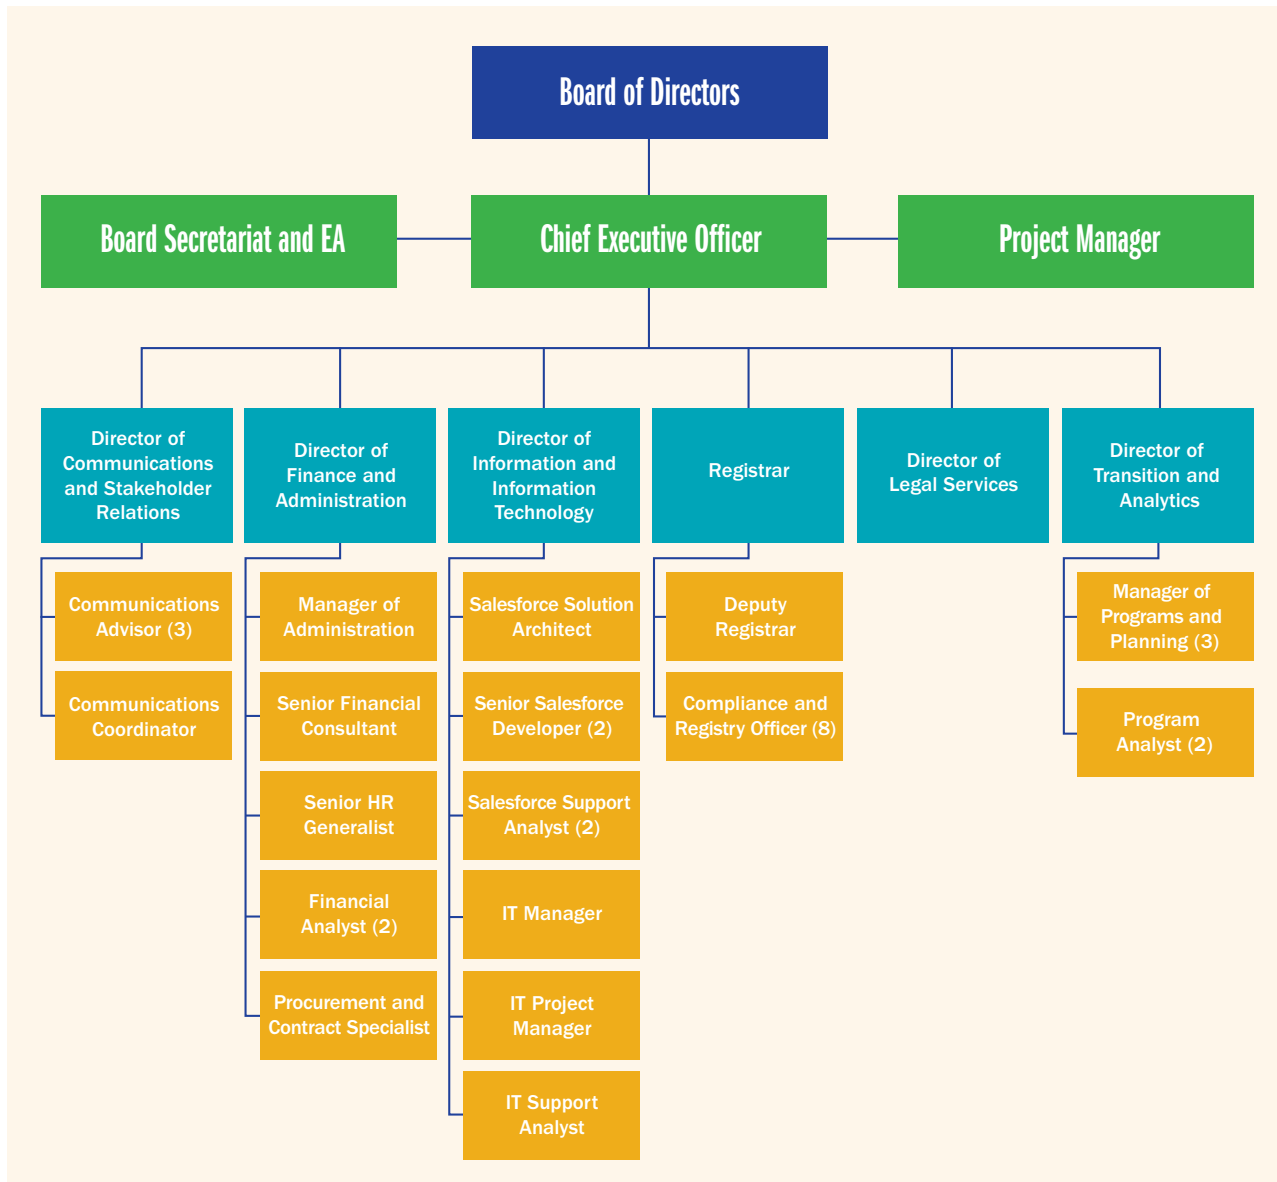 Board of Directors
Board Secretariat and EA
Chief Executive Officer
Project Manager
Director of
Communications
and Stakeholder
Relations
Director of
Finance and
Administration
Director of
Information and
Information
Technology
Registrar
Director of
Legal Services
Director of
Transition and
Analytics
Communications
Advisor (3)
Communications
Coordinator
Manager of
Administration
Senior Financial
Consultant
Senior HR
Generalist
Financial
Analyst (2)
Procurement and
Contract Specialist
Salesforce Solution
Architect
Senior Salesforce
Developer (2)
Salesforce Support
Analyst (2)
IT Manager
IT Project
Manager
IT Support
Analyst
Deputy
Registrar
Compliance and
Registry Officer (8)
Manager of
Programs and
Planning (3)
Program
Analyst (2)